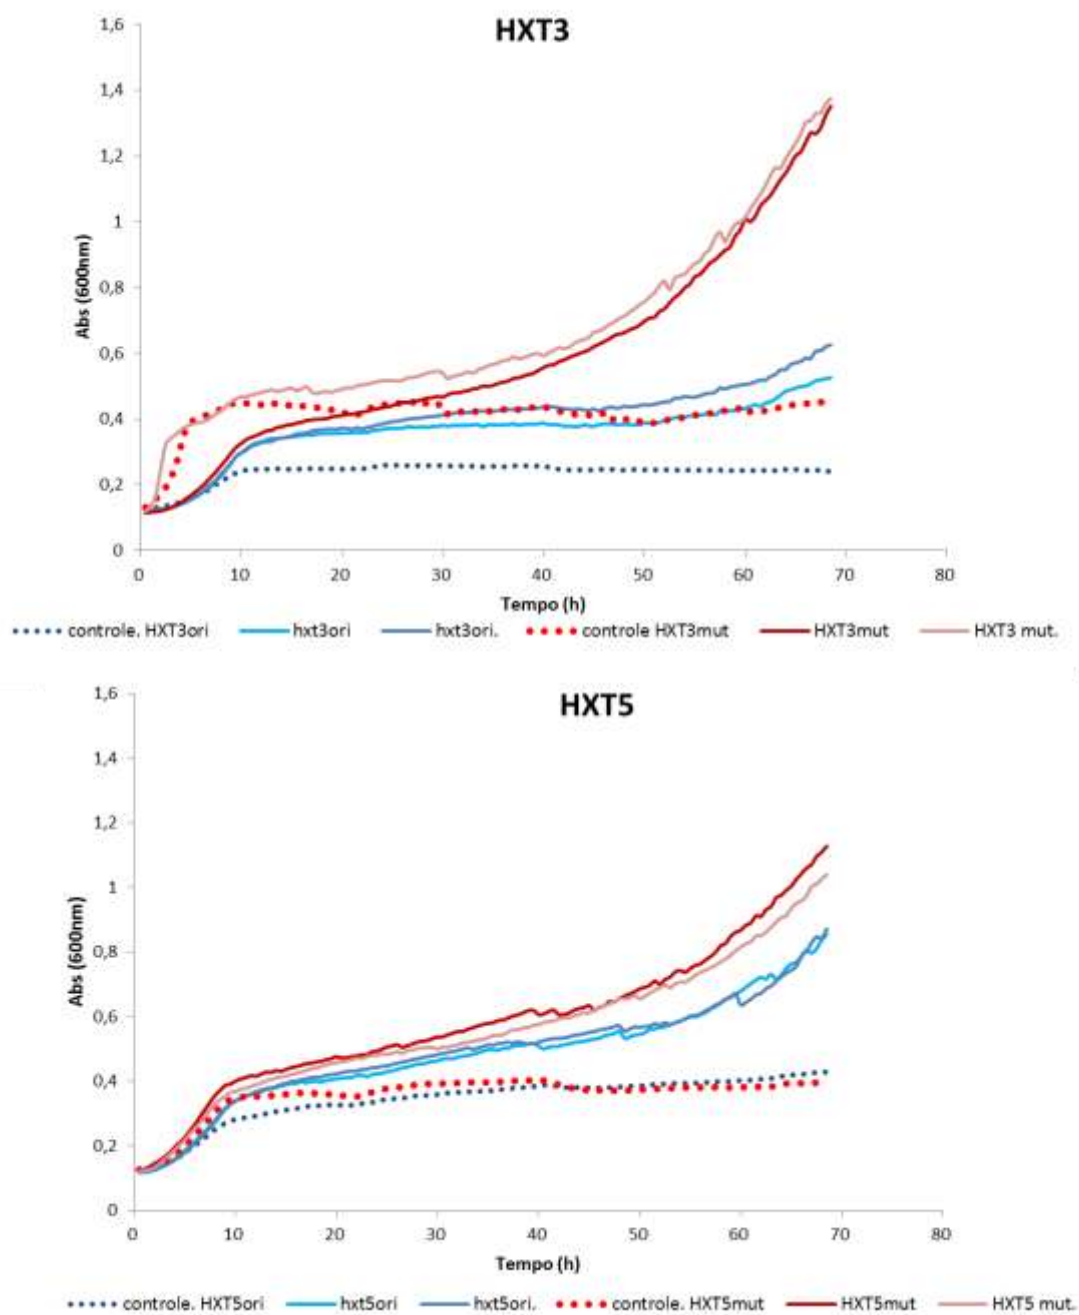 HXT3
1,6
1,4
1,2
1
0,8
0,6
0,4
0,2
0
Abs (600nm)
0 10 20 30 40 50 60 70 80
Tempo (h)
controle. HXT3ori hxt3ori hxt3ori. controle HXT3mut HXT3mut HXT3 mut.
HXT5
1,6
1,4
1,2
1
0,8
0,6
0,4
0,2
0
Abs (600nm)
0 10 20 30 40 50 60 70 80
Tempo (h)
controle. HXT5ori hxt5ori hxt5ori. controle. HXT5mut HXT5mut HXT5 mut.